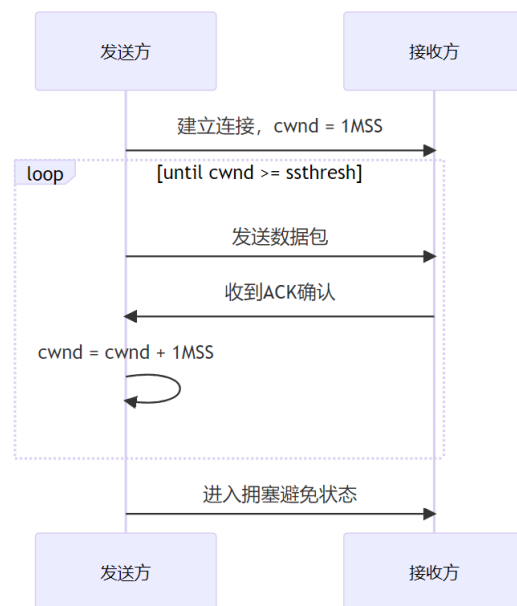 发送方
接收方
建立连接，cwnd = 1MSS
loop
[until cwnd >= ssthresh]
发送数据包
收到ACK确认
cwnd = cwnd + 1MSS
进入拥塞避免状态
发送方
接收方